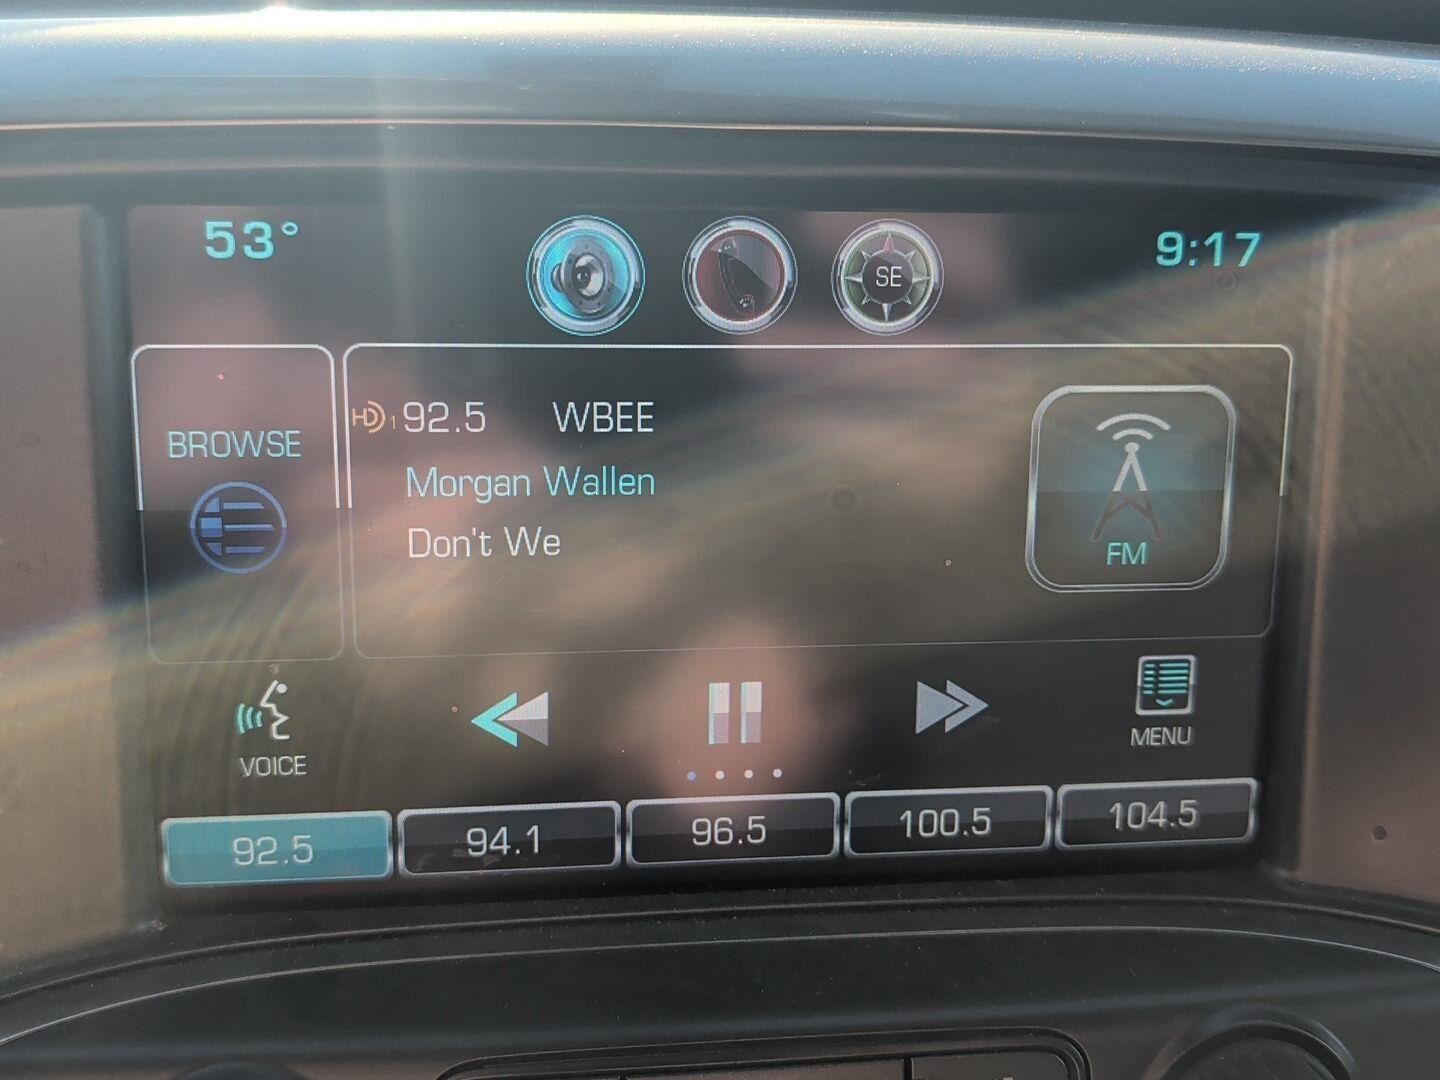 53°
SE
9:17
BROWSE
HD1 92.5 WBEE
Morgan Wallen
Don't We
FM
VOICE
MENU
92.5
94.1
96.5
100.5
104.5